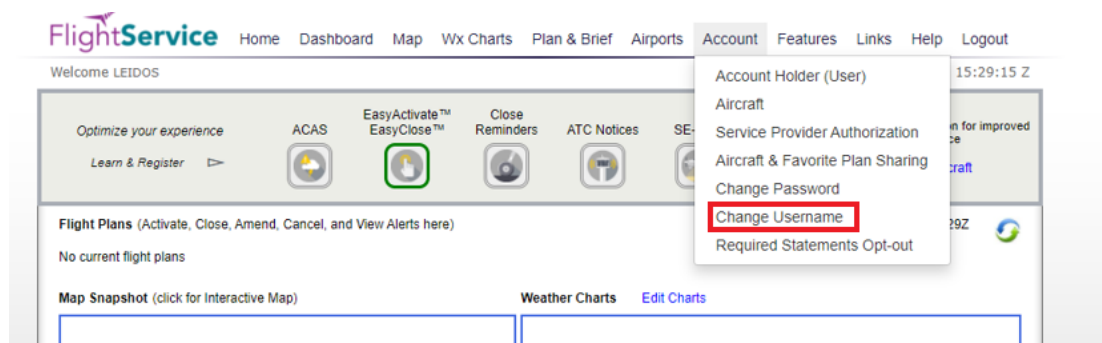 FlightService Home Dashboard Map Wx Charts Plan & Brief Airports Account Features Links Help Logout
Welcome LEIDOS
15:29:15 Z
Account Holder (User)
Aircraft
Service Provider Authorization
Aircraft & Favorite Plan Sharing
Change Password
Change Username
Required Statements Opt-out
Optimize your experience
Learn & Register
ACAS
EasyActivate™
EasyClose™
Close
Reminders
ATC Notices
SE-
for improved
Flight Plans (Activate, Close, Amend, Cancel, and View Alerts here)
29Z
No current flight plans
Map Snapshot (click for Interactive Map)
Weather Charts Edit Charts